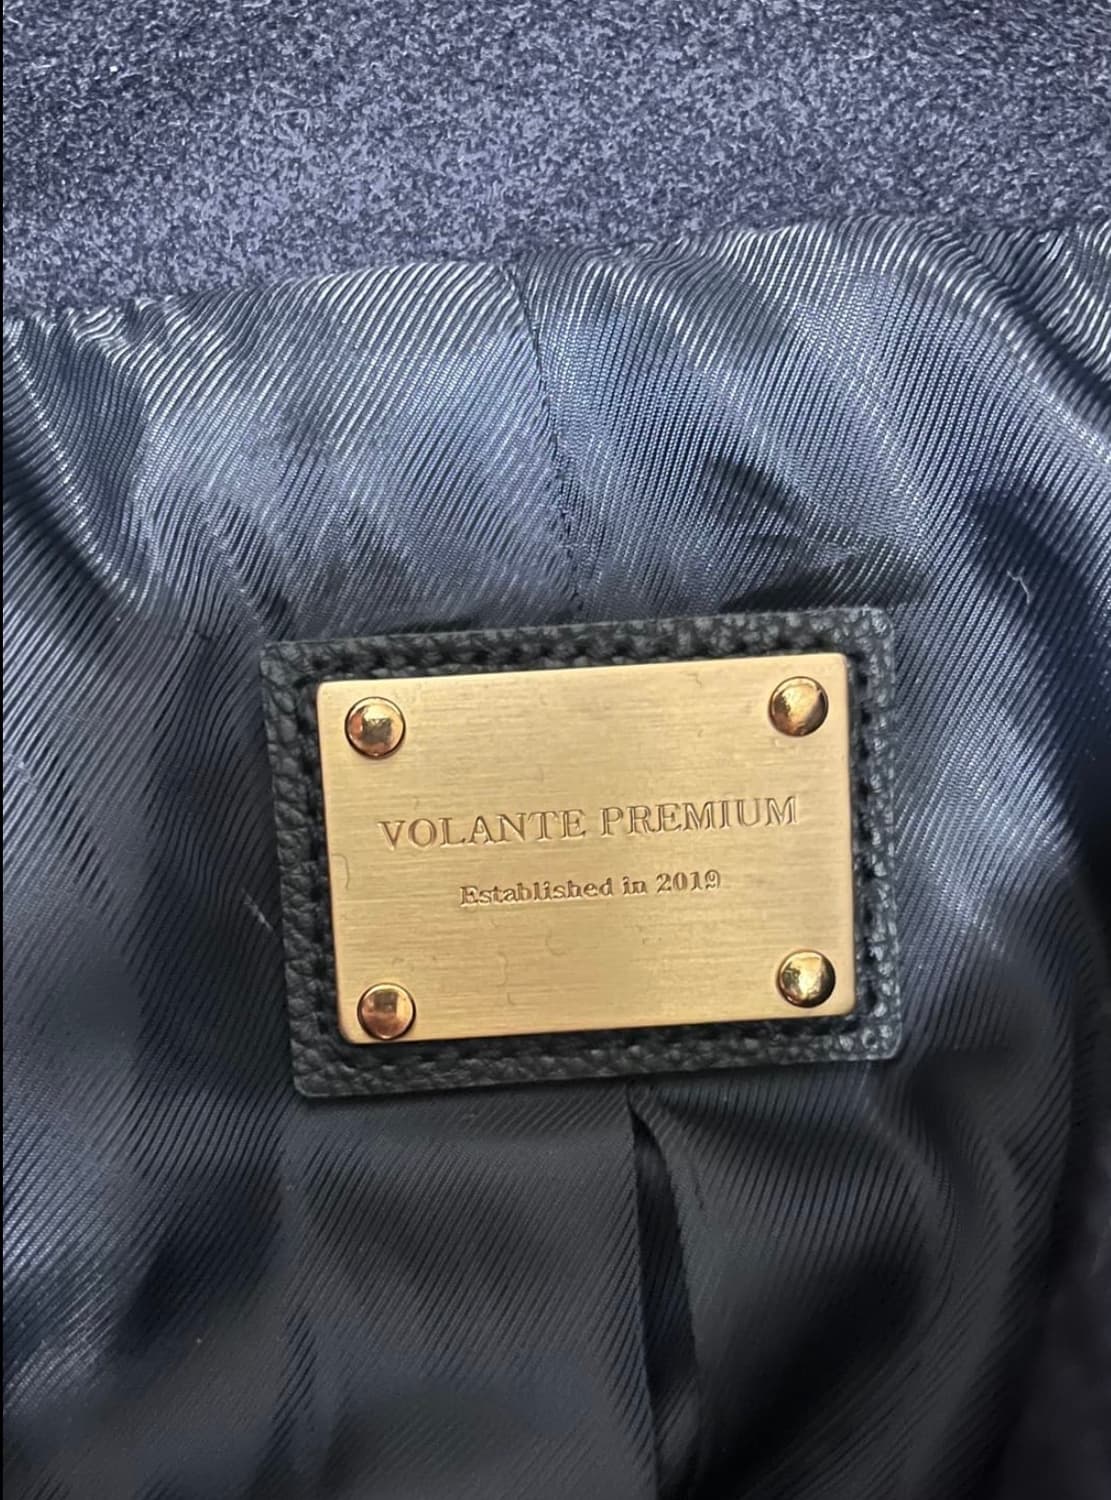 VOLANTE PREMIUM
Established in 2019